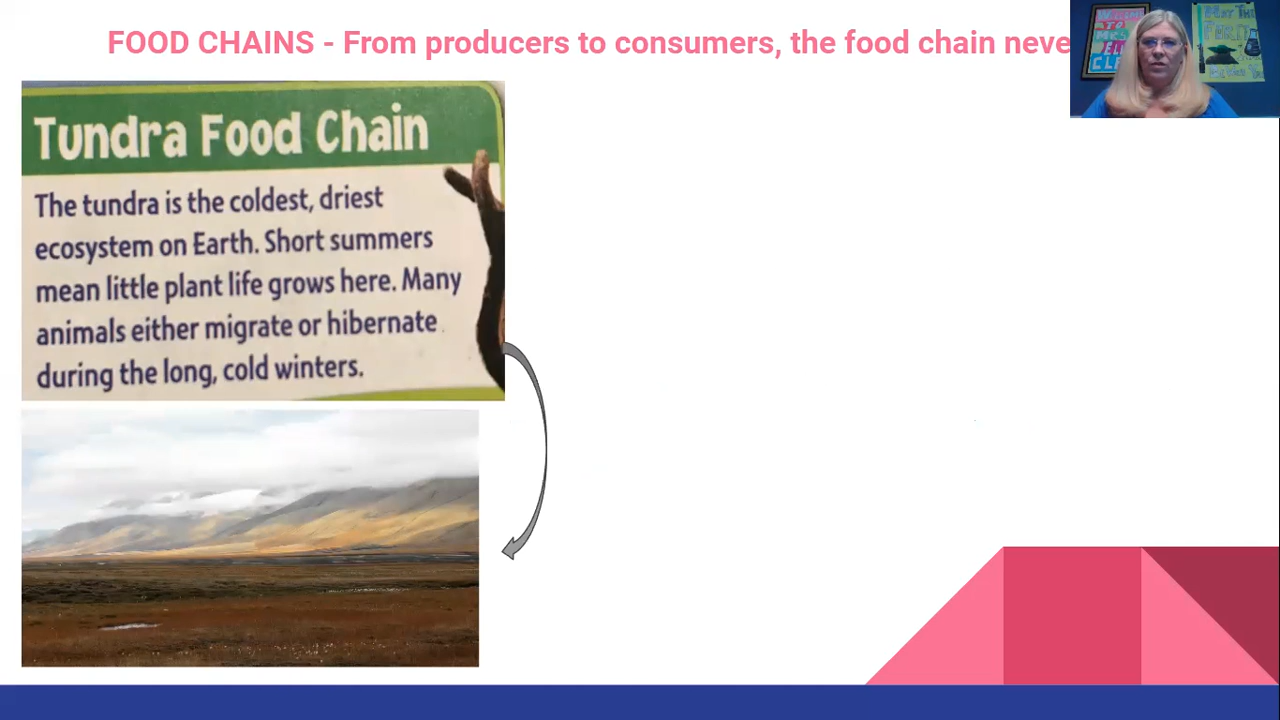 FOOD CHAINS - From producers to consumers, the food chain neve
Tundra Food Chain
The tundra is the coldest, driest
ecosystem on Earth. Short summers
mean little plant life grows here. Many
animals either migrate or hibernate
during the long, cold winters.